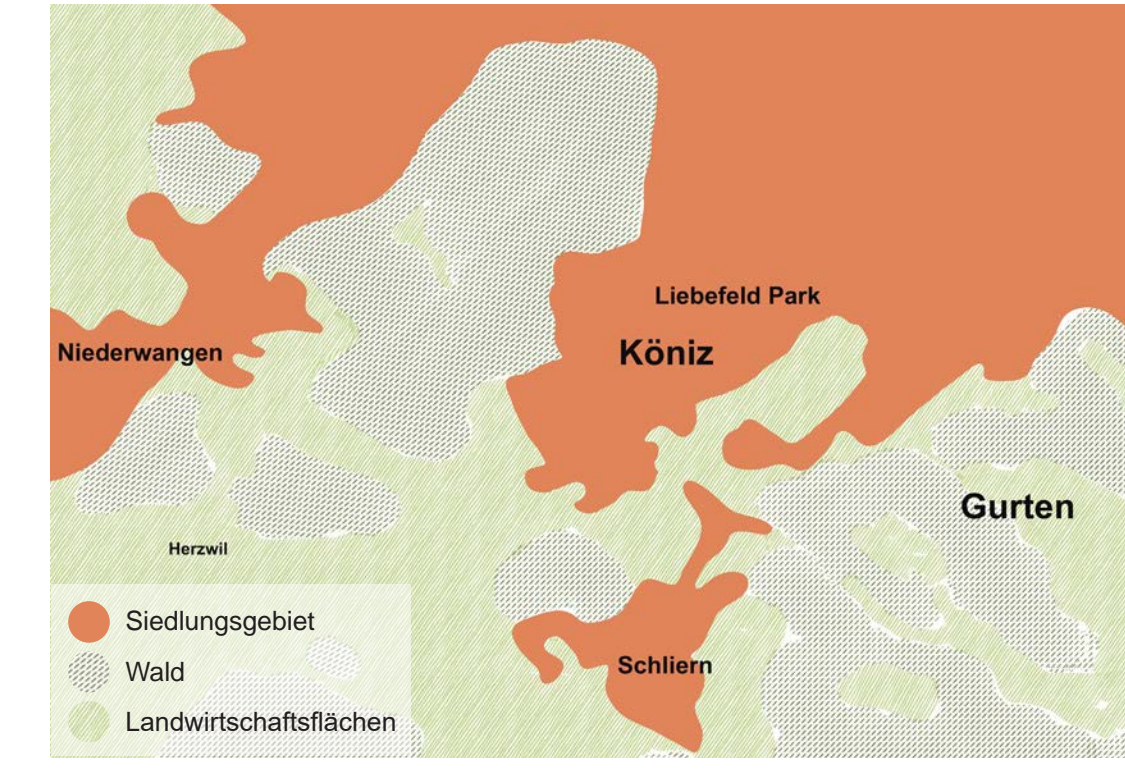 Liebefeld Park
Köniz
Niederwangen
Gurten
Herzwil
Siedlungsgebiet
Wald
Schliern
Landwirtschaftsflächen